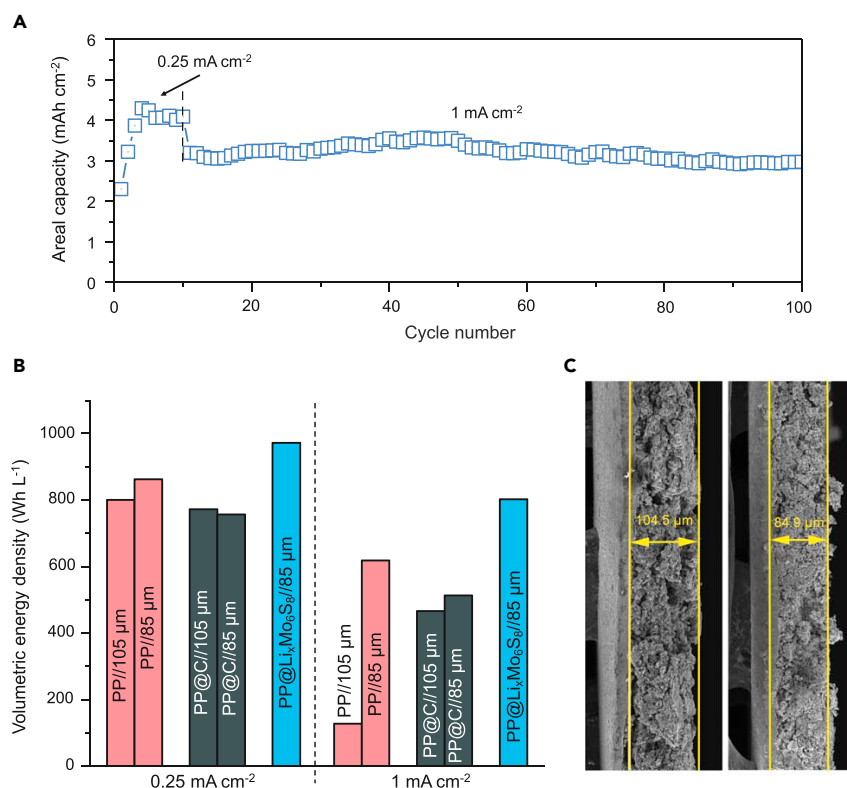 A
6
5
4
3
2
1
0
Areal capacity (mAh cm-2)
0.25 mA cm-2
1 mA cm-2
0 20 40 60 80 100
Cycle number
B
1000
800
600
400
200
0
Volumetric energy density (Wh L-1)
PP//105 μm
PP//85 μm
PP@C//105 μm
PP@C//85 μm
PP@LixMo6S8//85 μm
PP//105 μm
PP//85 μm
PP@C//105 μm
PP@C//85 μm
PP@LixMo6S8//85 μm
0.25 mA cm-2 1 mA cm-2
C
104.5 μm
84.9 μm